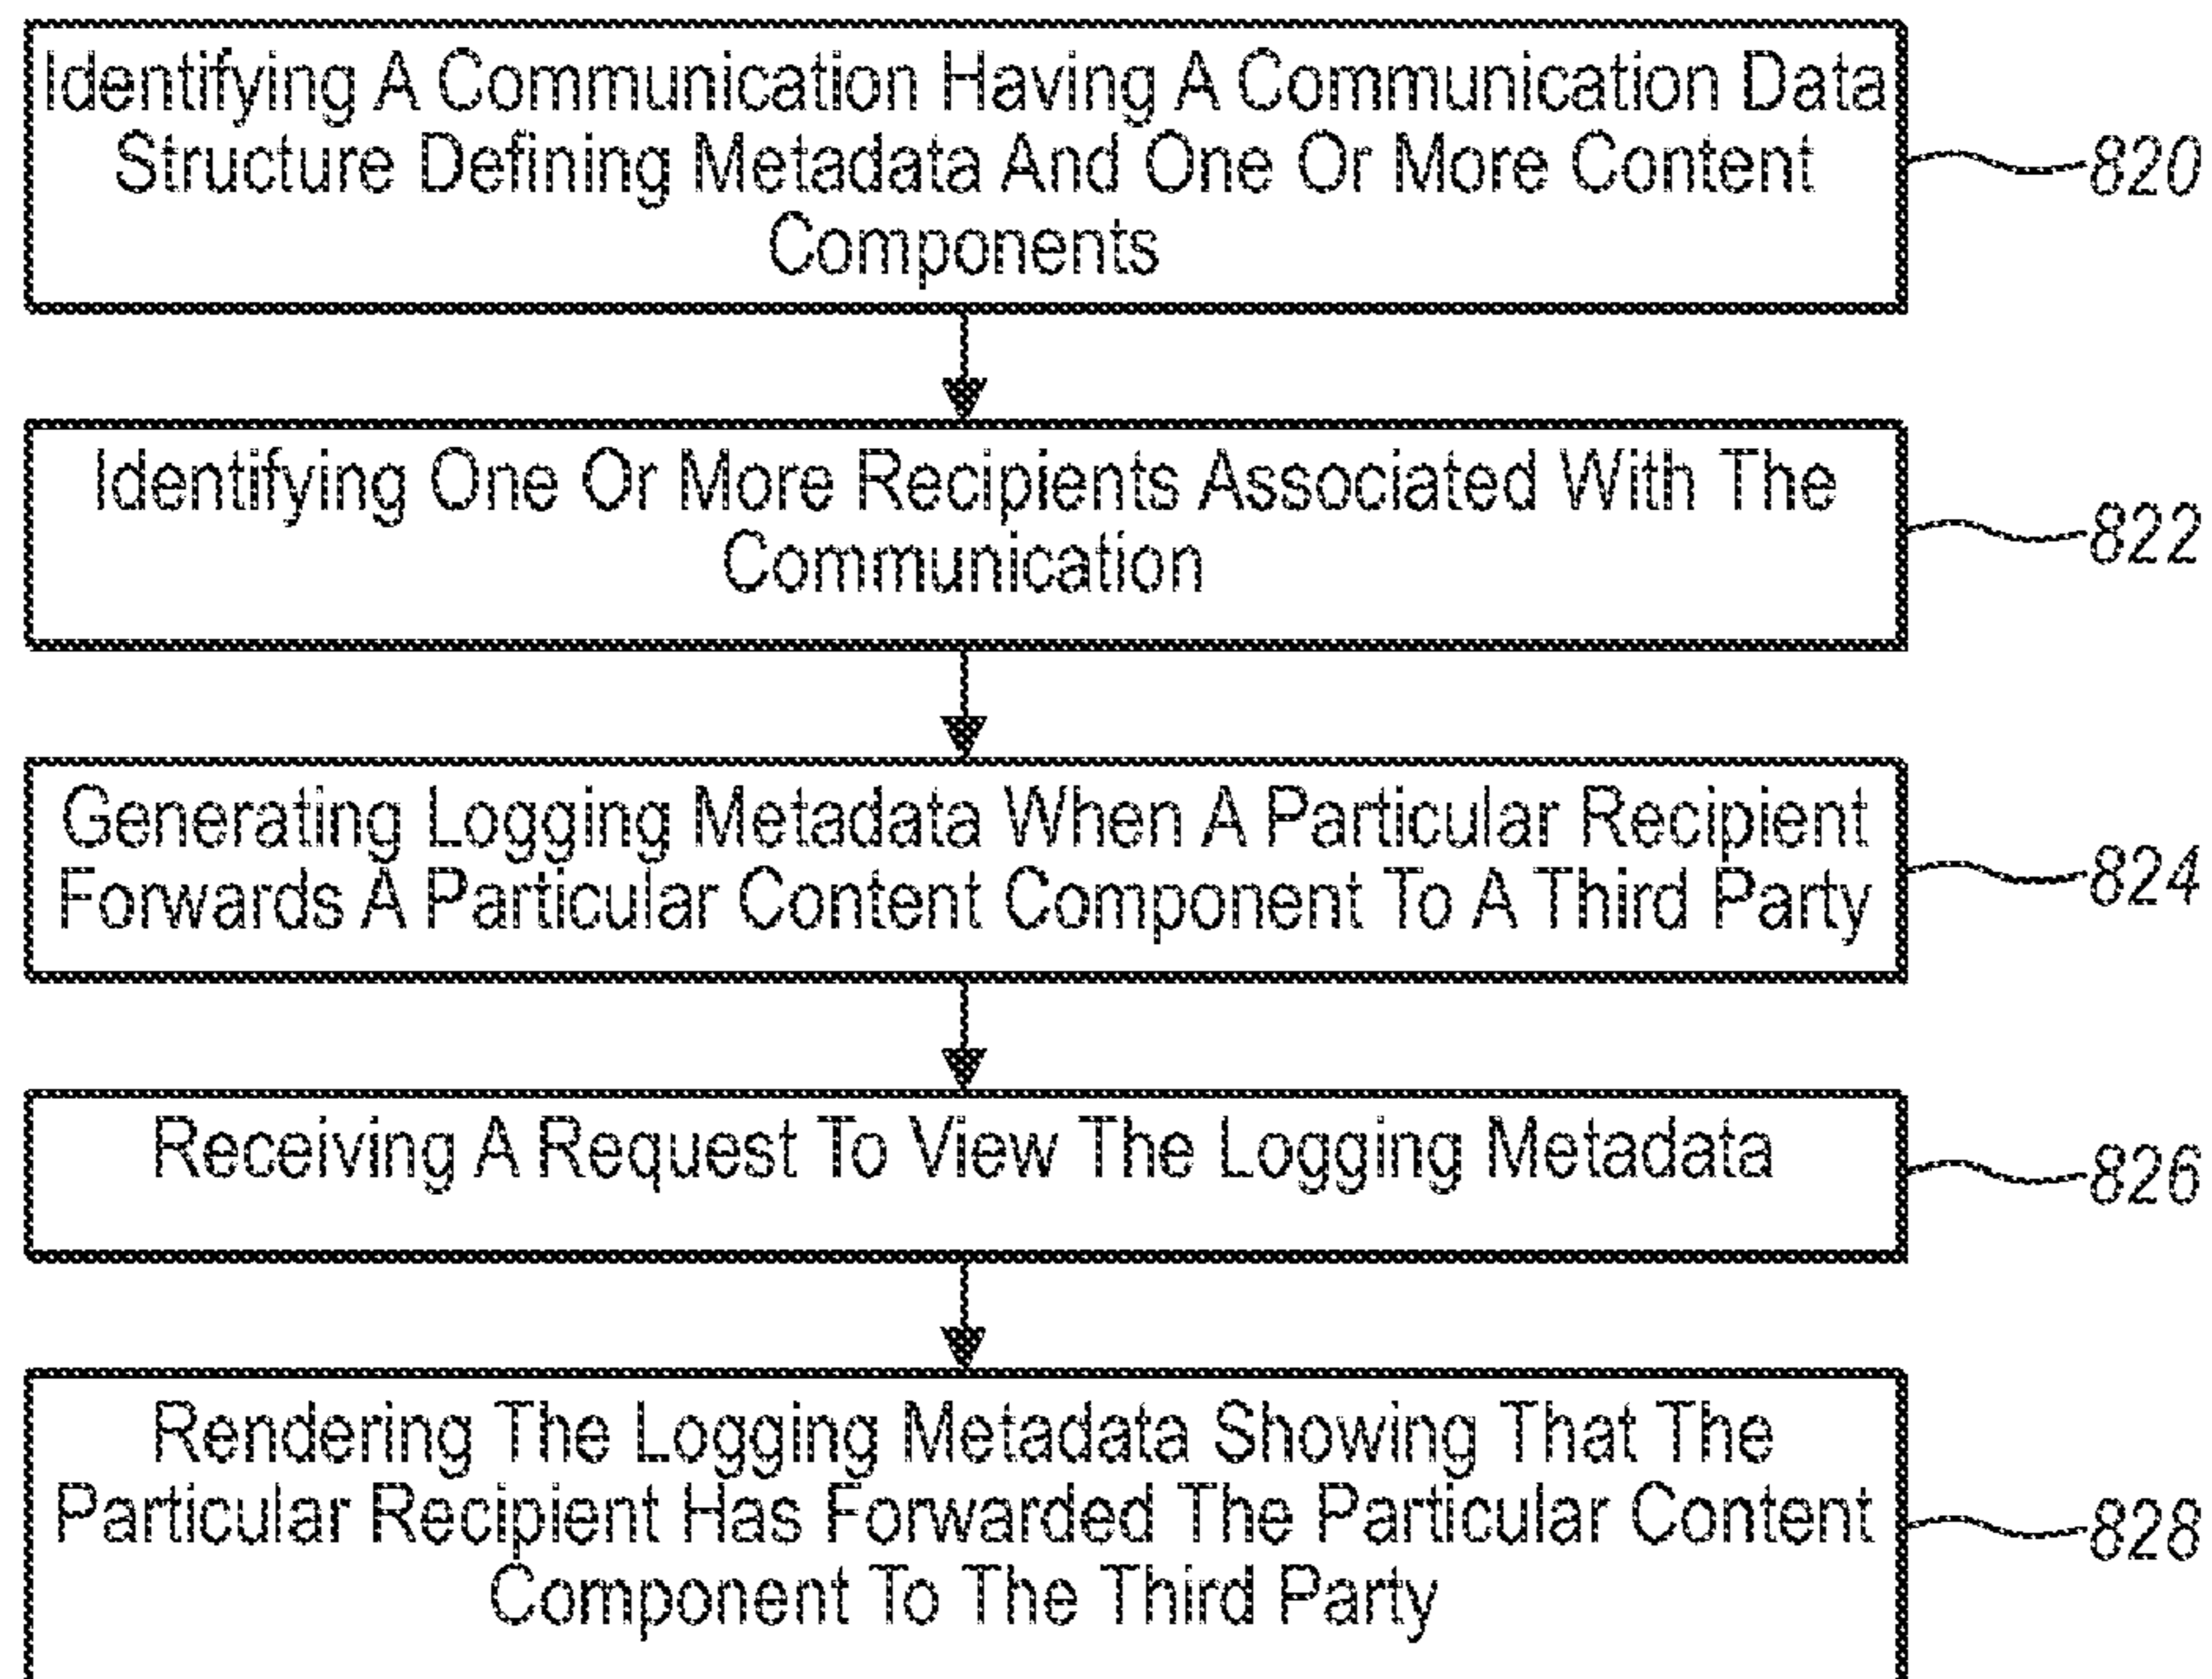 Identifying A Communication Having A Communication Data
Structure Defining Metadata And One Or More Content
Components
820
Identifying One Or More Recipients Associated With The
Communication
822
Generating Logging Metadata When A Particular Recipient
Forwards A Particular Content Component To A Third Party
824
Receiving A Request To View The Logging Metadata
826
Rendering The Logging Metadata Showing That The
Particular Recipient Has Forwarded The Particular Content
Component To The Third Party
828